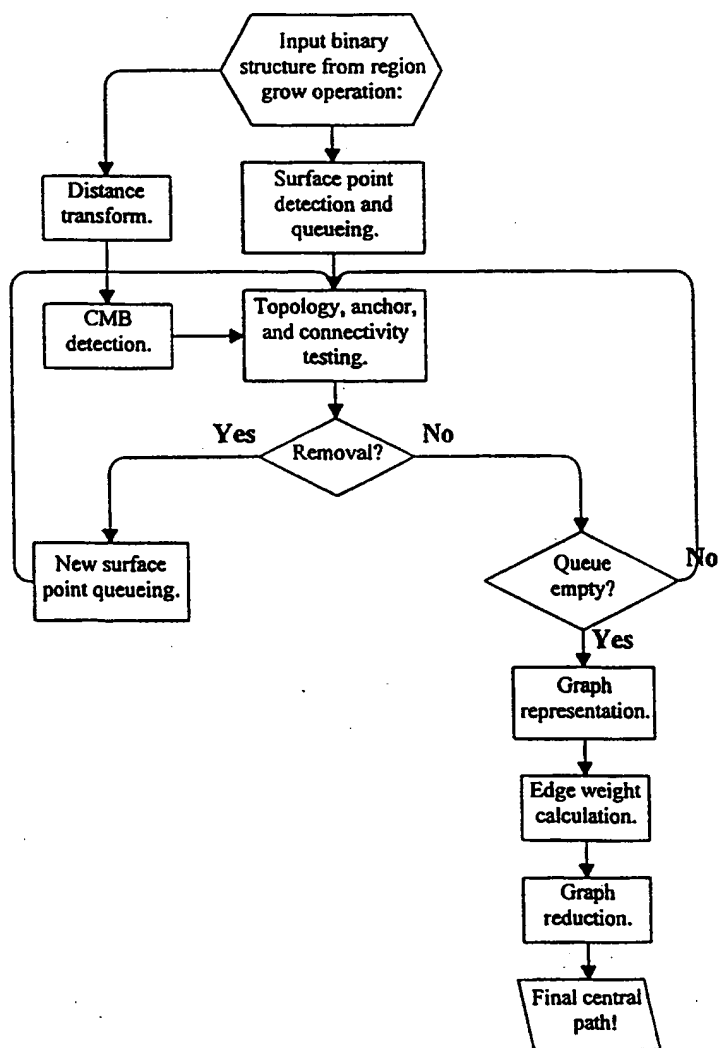 Input binary
structure from region
grow operation:
Distance
transform.
Surface point
detection and
queueing.
CMB
detection.
Topology, anchor,
and connectivity
testing.
Yes
Removal?
No
New surface
point queueing.
Queue
empty?
No
Yes
Graph
representation.
Edge weight
calculation.
Graph
reduction.
Final central
path!